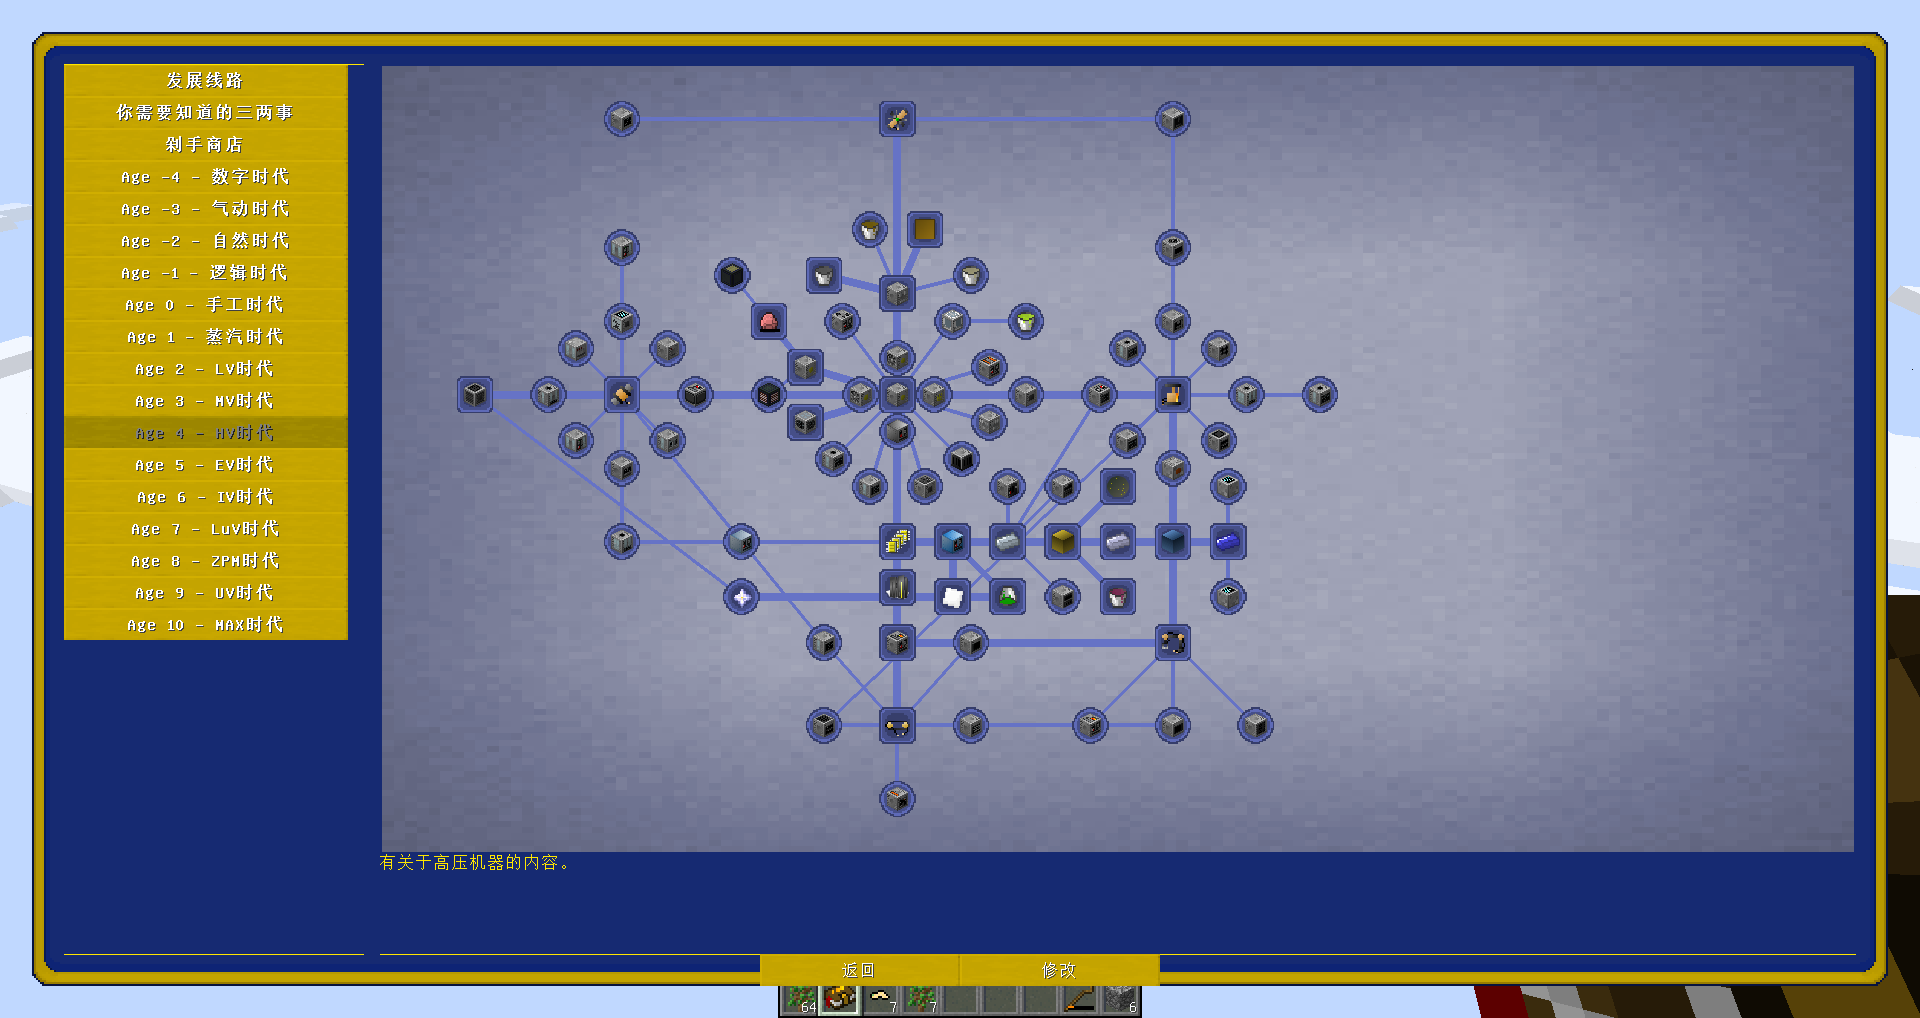 发展线路
你需要知道的三两事
剁手商店
Age -4 - 数字时代
Age -3 - 气动时代
Age -2 - 自然时代
Age -1 - 逻辑时代
Age 0 - 手工时代
Age 1 - 蒸汽时代
Age 2 - LV时代
Age 3 - MV时代
Age 4 - HV时代
Age 5 - EV时代
Age 6 - IV时代
Age 7 - LuV时代
Age 8 - ZPM时代
Age 9 - UV时代
Age 10 - MAX时代
有关于高压机器的内容。
返回
修改
64
7
7
6